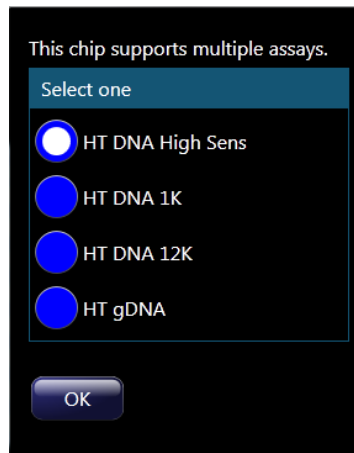 This chip supports multiple assays.
Select one
HT DNA High Sens
HT DNA 1K
HT DNA 12K
HT gDNA
OK